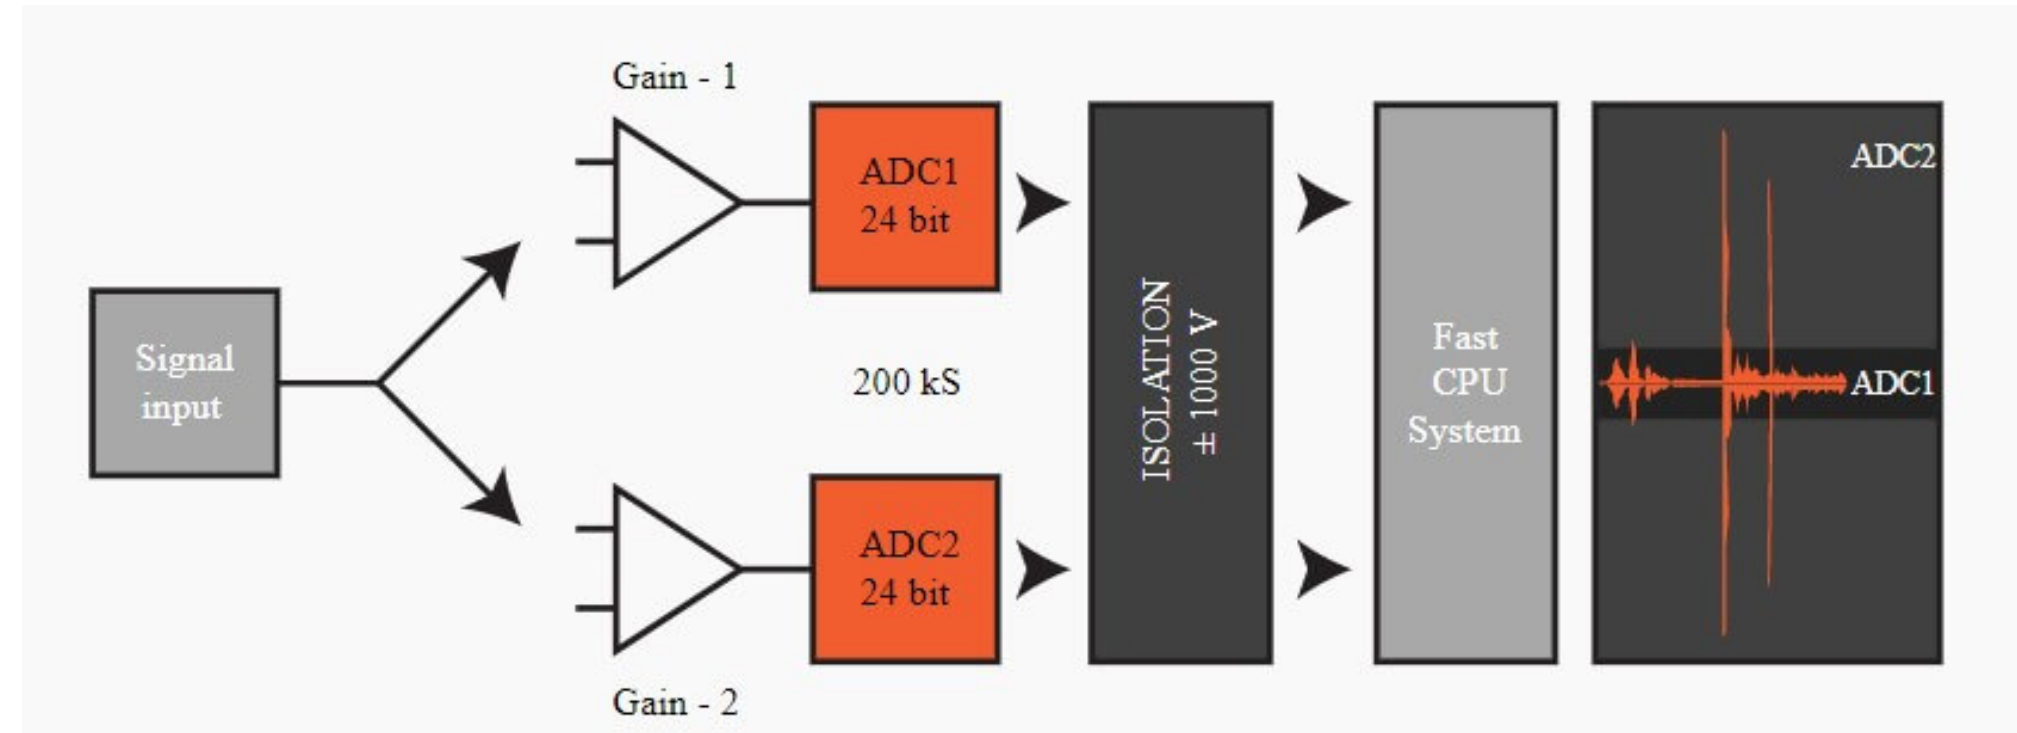 Gain - 1
ADC1
24 bit
Signal
input
200 kS
ADC2
24 bit
Gain - 2
ISOLATION
± 1000 V
Fast
CPU
System
ADC2
ADC1